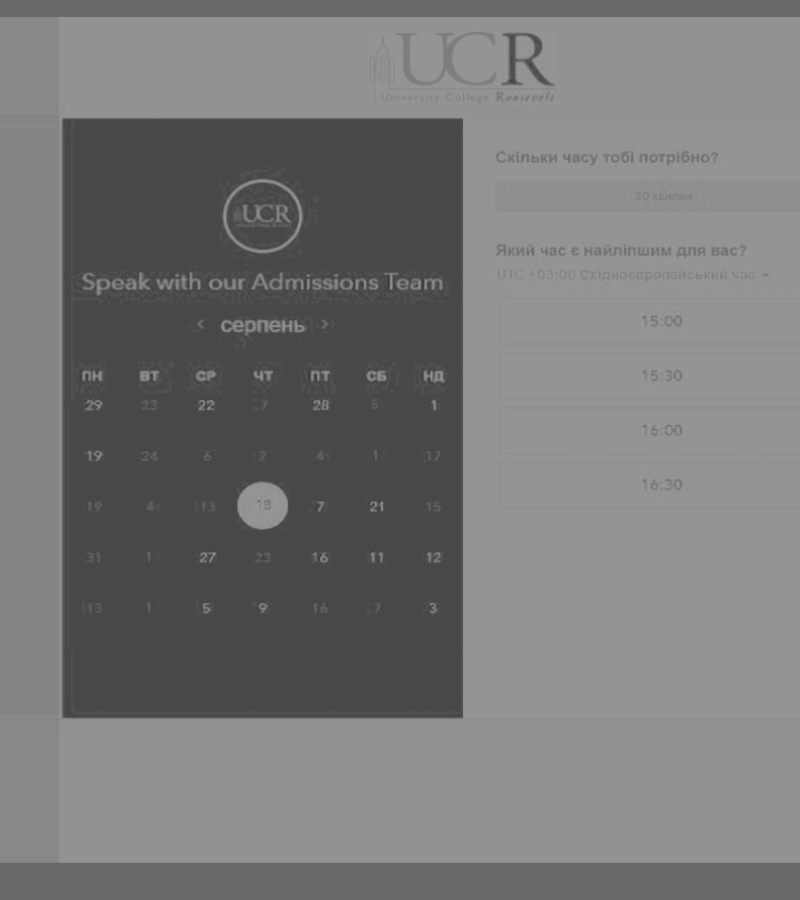 UCR
University College Roosevelt
UCR
Speak with our Admissions Team
‹ серпень ›
ПН ВТ СР ЧТ ПТ СБ НД
29 23 22 7 28 5 1
19 24 6 2 4 1 17
19 4 13 18 7 21 15
31 1 27 23 16 11 12
13 1 5 9 16 7 3
Скільки часу тобі потрібно?
30 хвилин
Який час є найліпшим для вас?
UTC +03:00 Східноєвропейський час
15:00
15:30
16:00
16:30